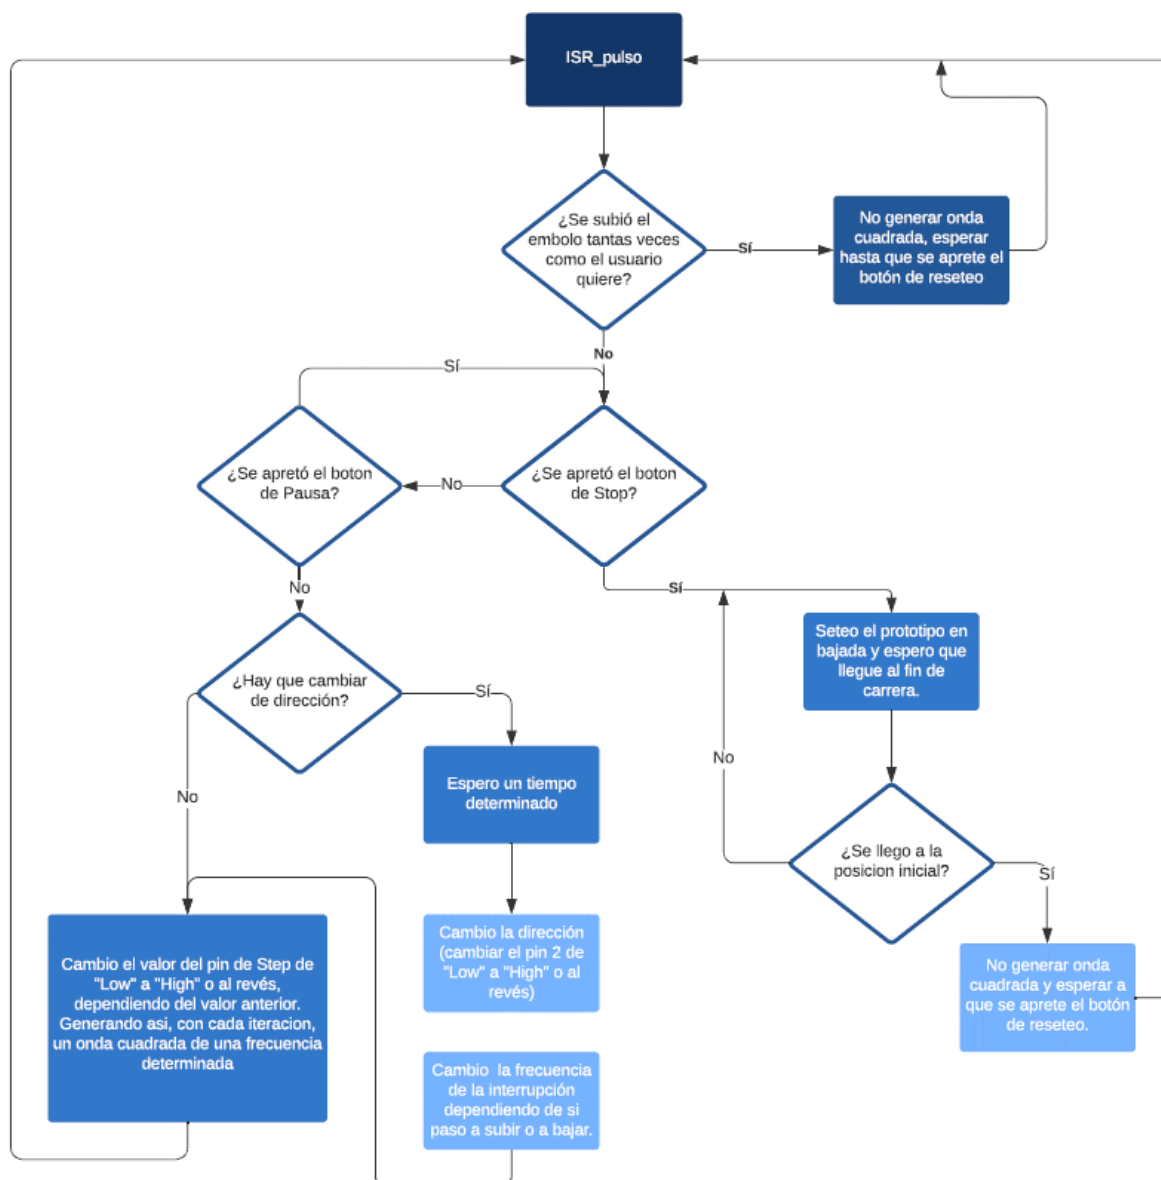 ISR_pulso
¿Se subió el
embolo tantas veces
como el usuario
quiere?
Sí
No generar onda
cuadrada, esperar
hasta que se aprete el
botón de reseteo
No
Sí
¿Se apretó el boton
de Pausa?
No
¿Se apretó el boton
de Stop?
No
Sí
Seteo el prototipo en
bajada y espero que
llegue al fin de
carrera.
¿Hay que cambiar
de dirección?
Sí
No
No
Espero un tiempo
determinado
¿Se llego a la
posicion inicial?
Sí
Cambio la dirección
(cambiar el pin 2 de
"Low" a "High" o al
revés)
Cambio el valor del pin de Step de
"Low" a "High" o al revés,
dependiendo del valor anterior.
Generando asi, con cada iteracion,
un onda cuadrada de una frecuencia
determinada
No generar onda
cuadrada y esperar a
que se aprete el botón
de reseteo.
Cambio la frecuencia
de la interrupción
dependiendo de si
paso a subir o a bajar.